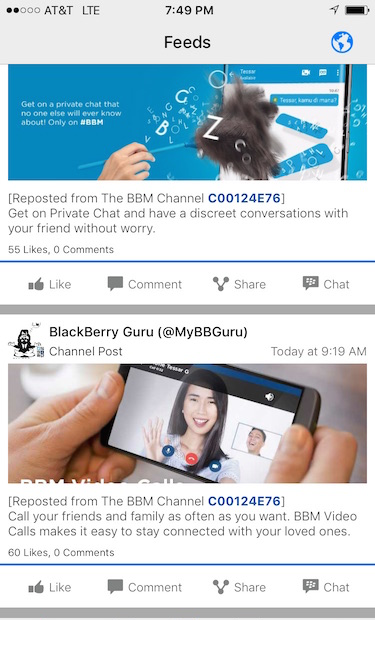 AT&T LTE 7:49 PM
Feeds
Tessar
Available
Tessar, kamu di mana?
Get on a private chat that
no one else will ever know
about! Only on #BBM
[Reposted from The BBM Channel C00124E76]
Get on Private Chat and have a discreet conversations with
your friend without worry.
55 Likes, 0 Comments
Like Comment Share Chat
BlackBerry Guru (@MyBBGuru)
Channel Post Today at 9:19 AM
Tessar G
BBM Video Calls
[Reposted from The BBM Channel C00124E76]
Call your friends and family as often as you want. BBM Video
Calls makes it easy to stay connected with your loved ones.
60 Likes, 0 Comments
Like Comment Share Chat